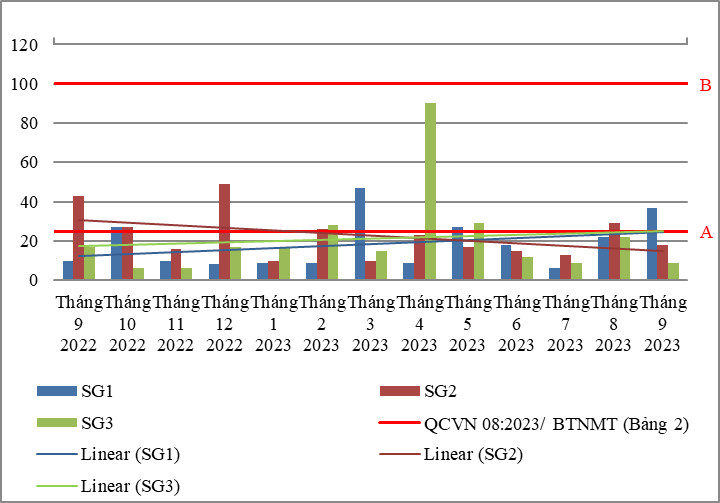 120
100
B
80
60
40
A
20
0
Tháng Tháng Tháng Tháng Tháng Tháng Tháng Tháng Tháng Tháng Tháng Tháng Tháng
9 10 11 12 1 2 3 4 5 6 7 8 9
2022 2022 2022 2022 2023 2023 2023 2023 2023 2023 2023 2023 2023
SG1 SG2
SG3 QCVN 08:2023/ BTNMT (Bảng 2)
Linear (SG1) Linear (SG2)
Linear (SG3)